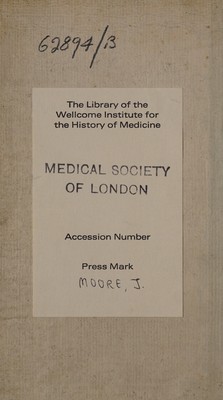 62894/B
The Library of the
Wellcome Institute for
the History of Medicine
MEDICAL SOCIETY
OF LONDON
Accession Number
Press Mark
MOORE, J.